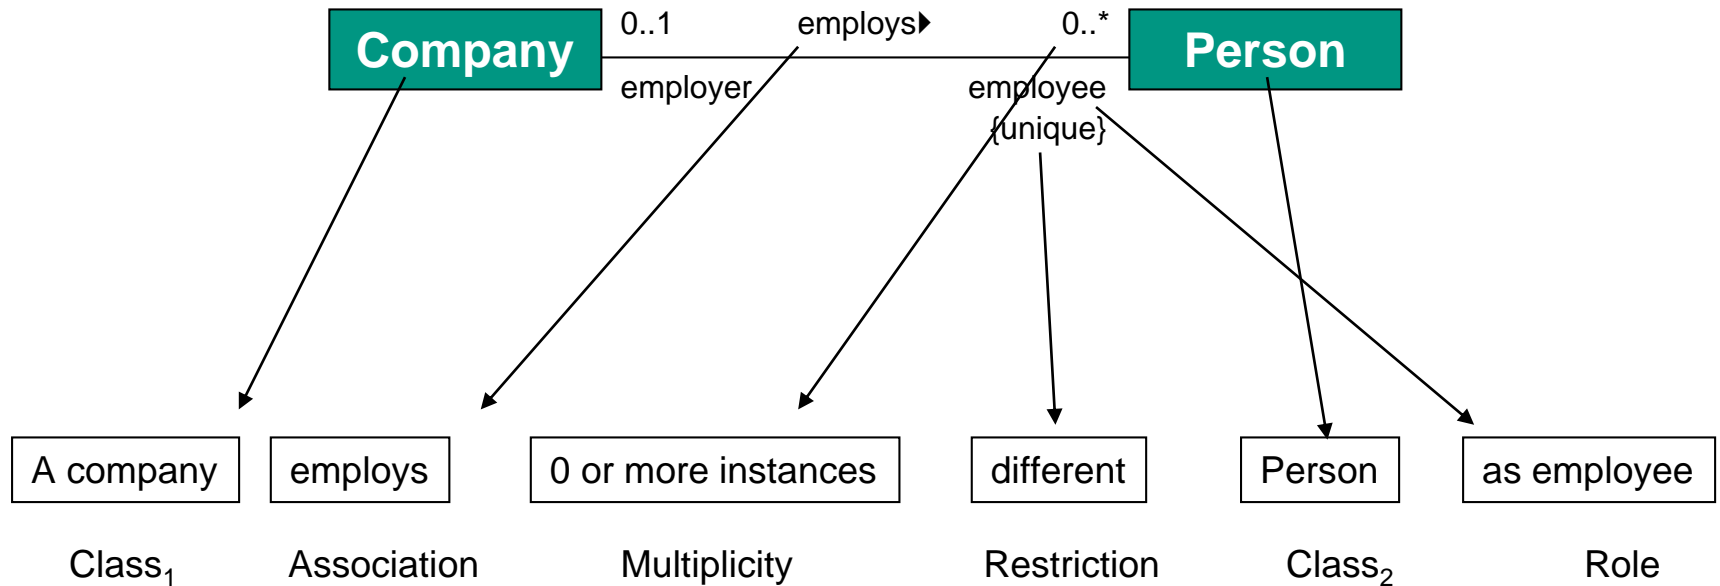 Company 0..1 employs▶ 0..* Person
employer employee
{unique}
A company employs 0 or more instances different Person as employee
Class₁ Association Multiplicity Restriction Class₂ Role